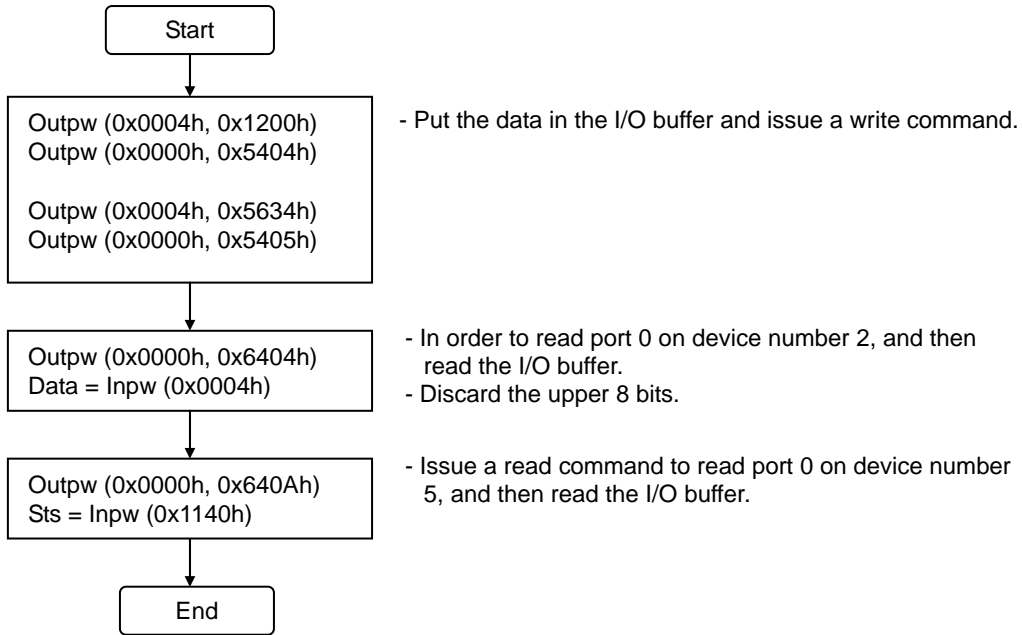 Start
Outpw (0x0004h, 0x1200h)
Outpw (0x0000h, 0x5404h)
Outpw (0x0004h, 0x5634h)
Outpw (0x0000h, 0x5405h)
- Put the data in the I/O buffer and issue a write command.
Outpw (0x0000h, 0x6404h)
Data = Inpw (0x0004h)
- In order to read port 0 on device number 2, and then
read the I/O buffer.
- Discard the upper 8 bits.
Outpw (0x0000h, 0x640Ah)
Sts = Inpw (0x1140h)
- Issue a read command to read port 0 on device number
5, and then read the I/O buffer.
End